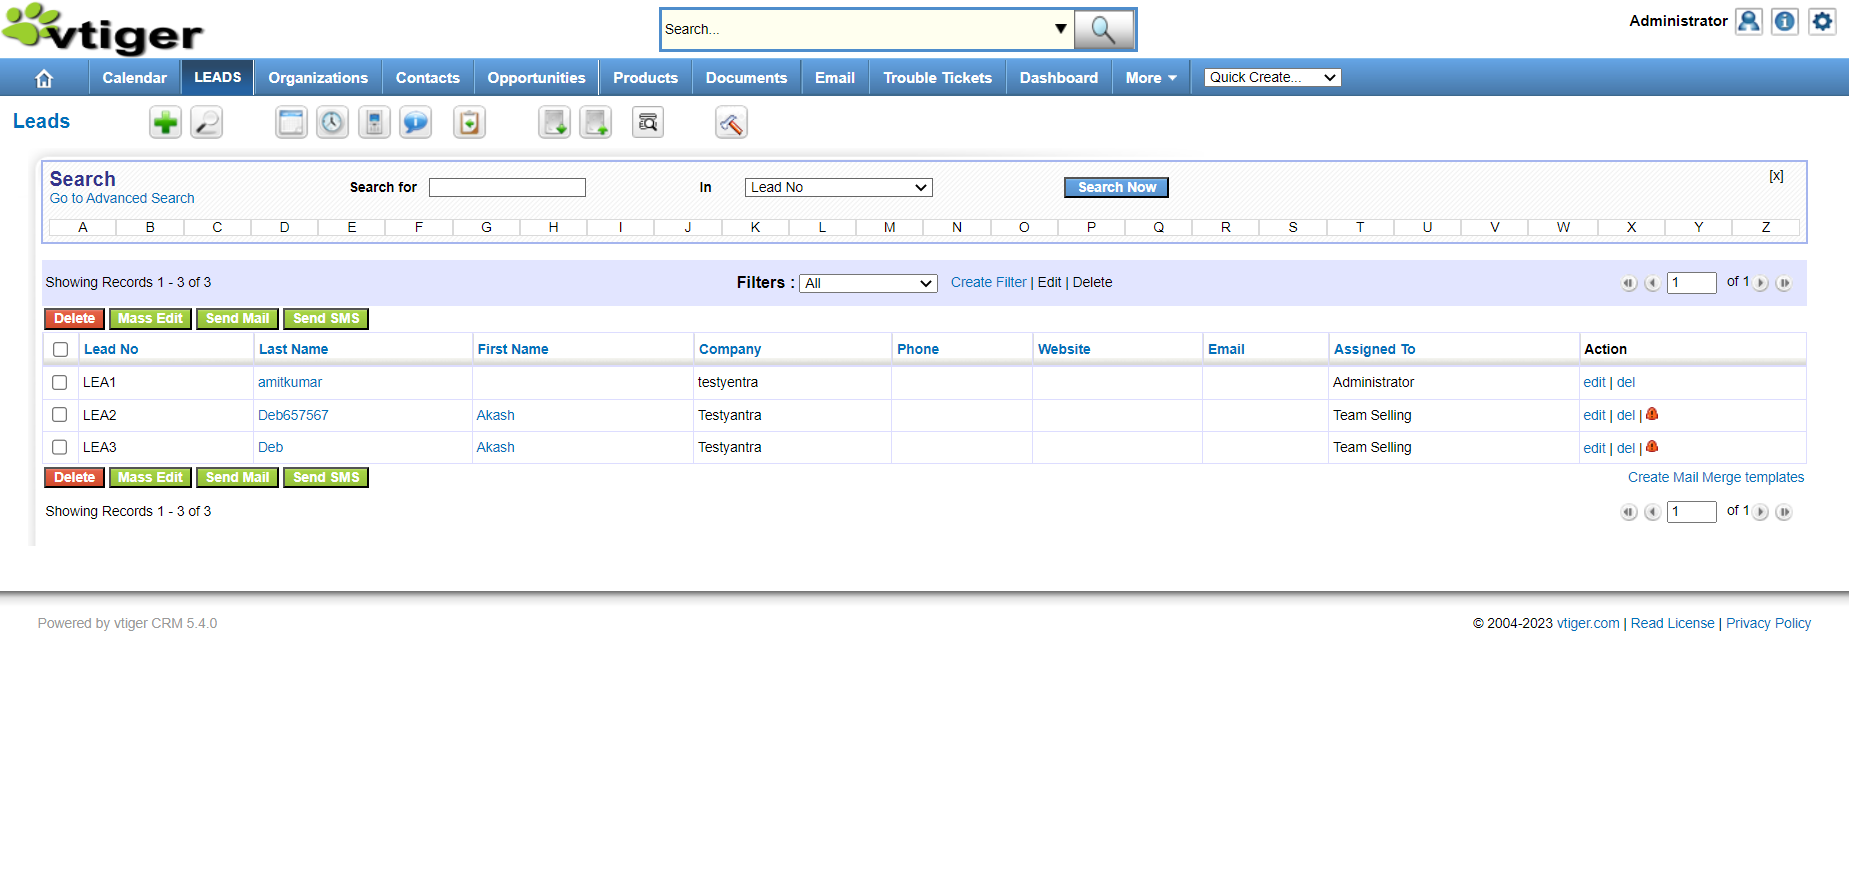 vtiger
Search...
Administrator
Calendar LEADS Organizations Contacts Opportunities Products Documents Email Trouble Tickets Dashboard More Quick Create...
Leads
Search
Go to Advanced Search
Search for In Lead No Search Now [x]
A B C D E F G H I J K L M N O P Q R S T U V W X Y Z
Showing Records 1 - 3 of 3 Filters : All Create Filter | Edit | Delete 1 of 1
Delete Mass Edit Send Mail Send SMS
Lead No Last Name First Name Company Phone Website Email Assigned To Action
LEA1 amitkumar testyentra Administrator edit | del
LEA2 Deb657567 Akash Testyantra Team Selling edit | del |
LEA3 Deb Akash Testyantra Team Selling edit | del |
Delete Mass Edit Send Mail Send SMS Create Mail Merge templates
Showing Records 1 - 3 of 3 1 of 1
Powered by vtiger CRM 5.4.0 © 2004-2023 vtiger.com | Read License | Privacy Policy